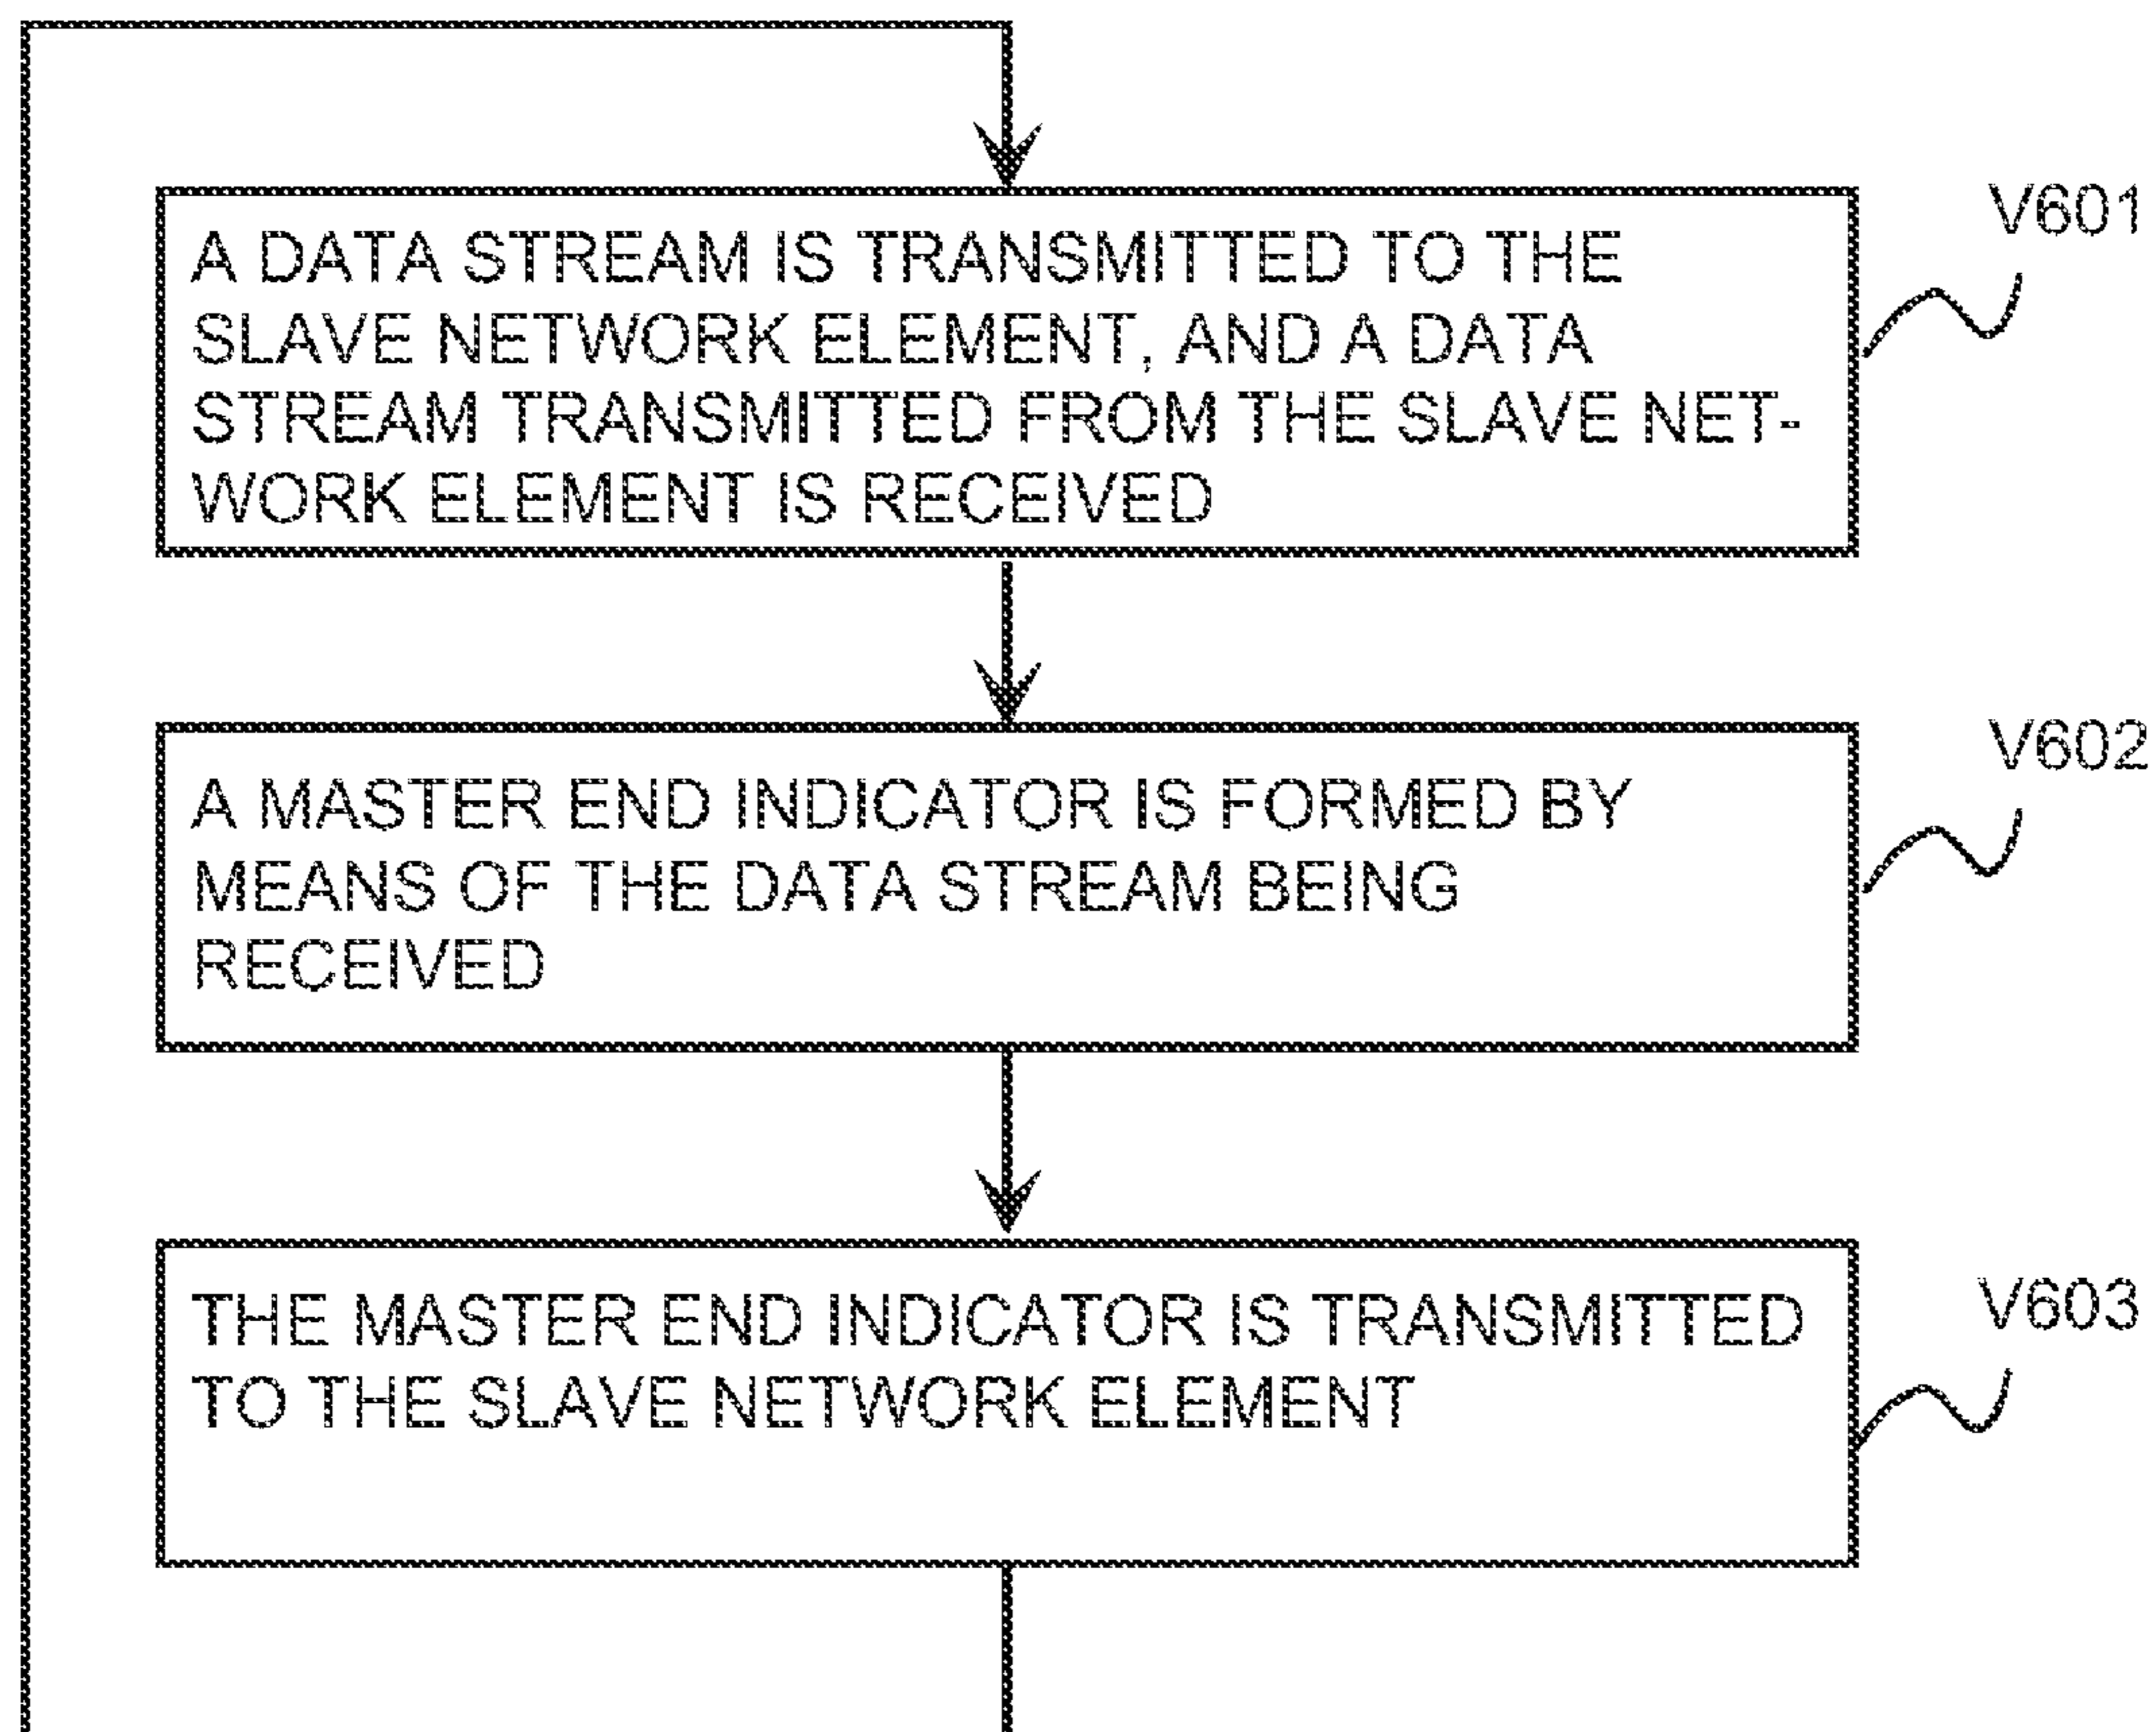 V601
A DATA STREAM IS TRANSMITTED TO THE
SLAVE NETWORK ELEMENT, AND A DATA
STREAM TRANSMITTED FROM THE SLAVE NET-
WORK ELEMENT IS RECEIVED
V602
A MASTER END INDICATOR IS FORMED BY
MEANS OF THE DATA STREAM BEING
RECEIVED
V603
THE MASTER END INDICATOR IS TRANSMITTED
TO THE SLAVE NETWORK ELEMENT